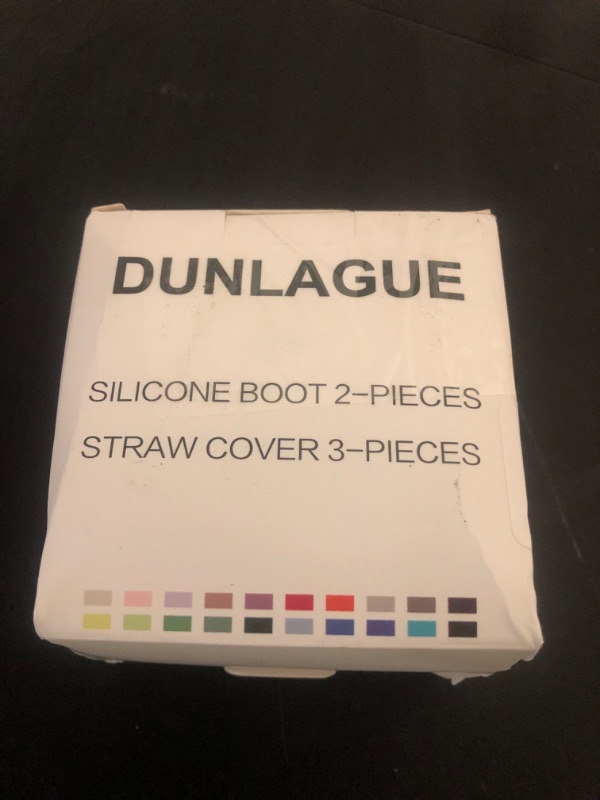 DUNLAGUE
SILICONE BOOT 2-PIECES
STRAW COVER 3-PIECES